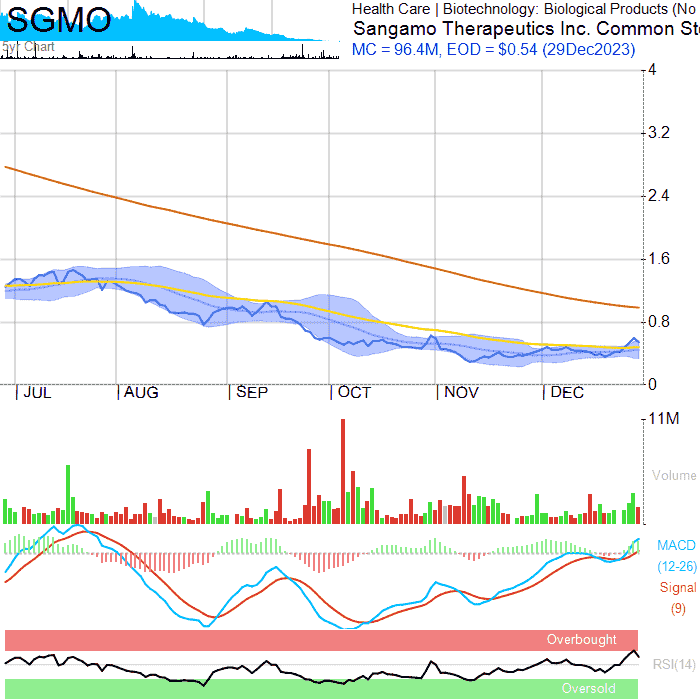 SGMO
5yr Chart
Health Care | Biotechnology: Biological Products (No
Sangamo Therapeutics Inc. Common Sto
MC = 96.4M, EOD = $0.54 (29Dec2023)
4
3.2
2.4
1.6
0.8
0
JUL AUG SEP OCT NOV DEC
11M
Volume
MACD
(12-26)
Signal
(9)
Overbought
RSI(14)
Oversold